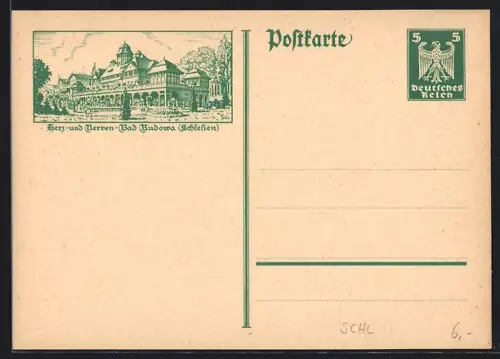 Postkarte
5 5
Deutsches
Reich
Herz- und Nerven-Bad Kudowa (Schlesien)
SCHL
6,-